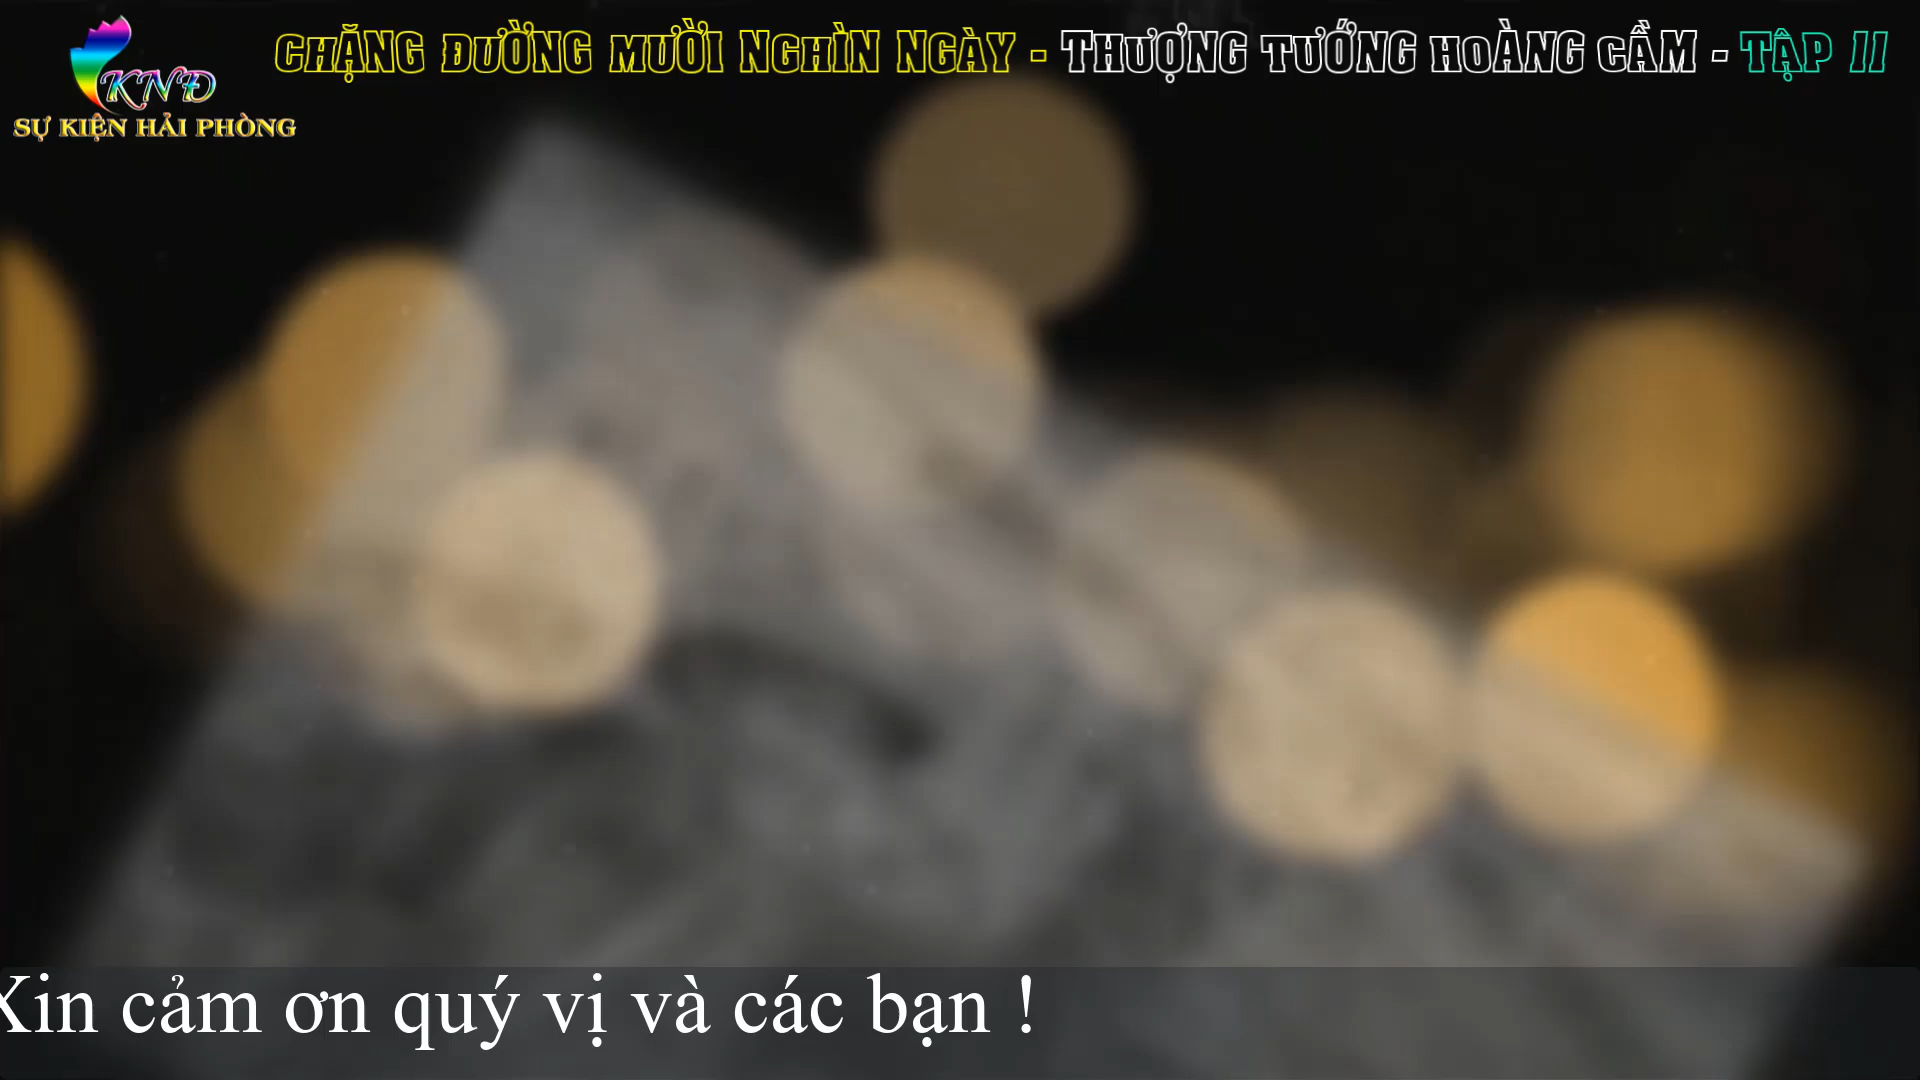 CHẶNG ĐƯỜNG MƯỜI NGHÌN NGÀY - THƯỢNG TƯỚNG HOÀNG CẦM - TẬP 11
KNĐ
SỰ KIỆN HẢI PHÒNG
Xin cảm ơn quý vị và các bạn !